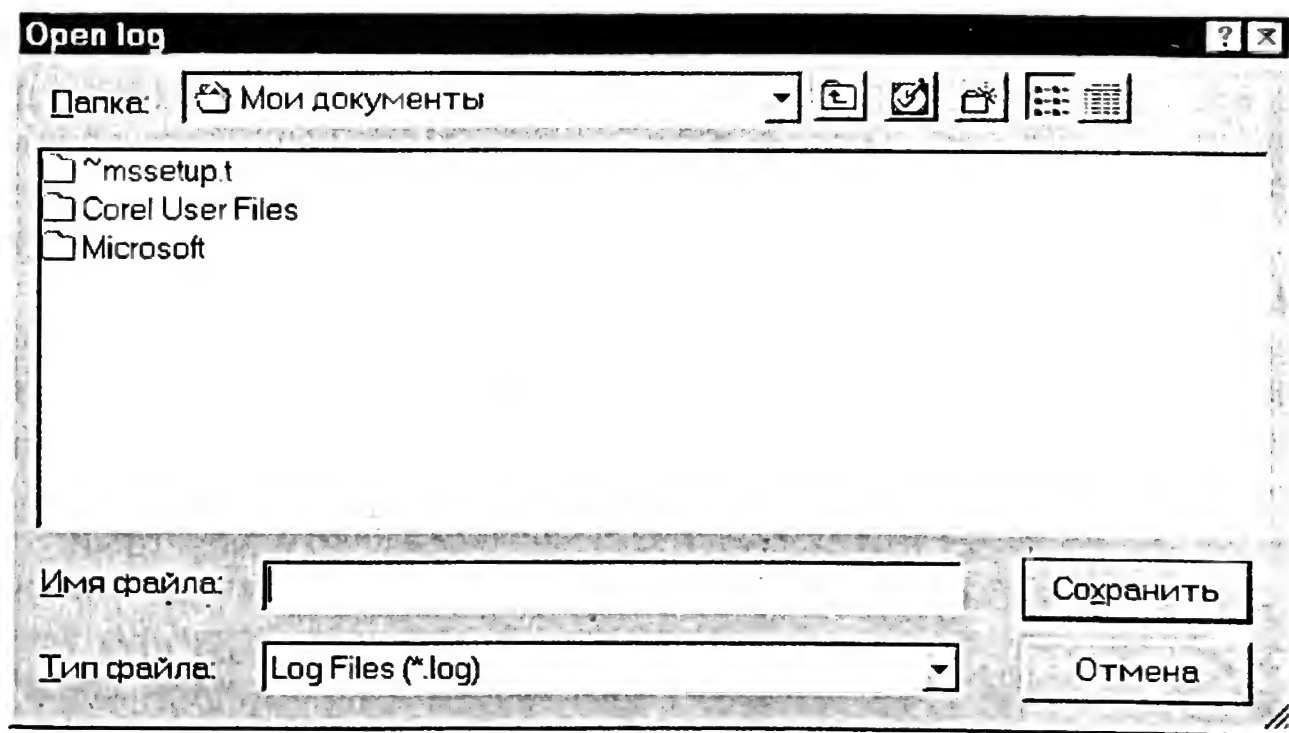 Open log
Папка: Мои документы
~mssetup.t
Corel User Files
Microsoft
Имя файла:
Сохранить
Тип файла: Log Files (*.log)
Отмена